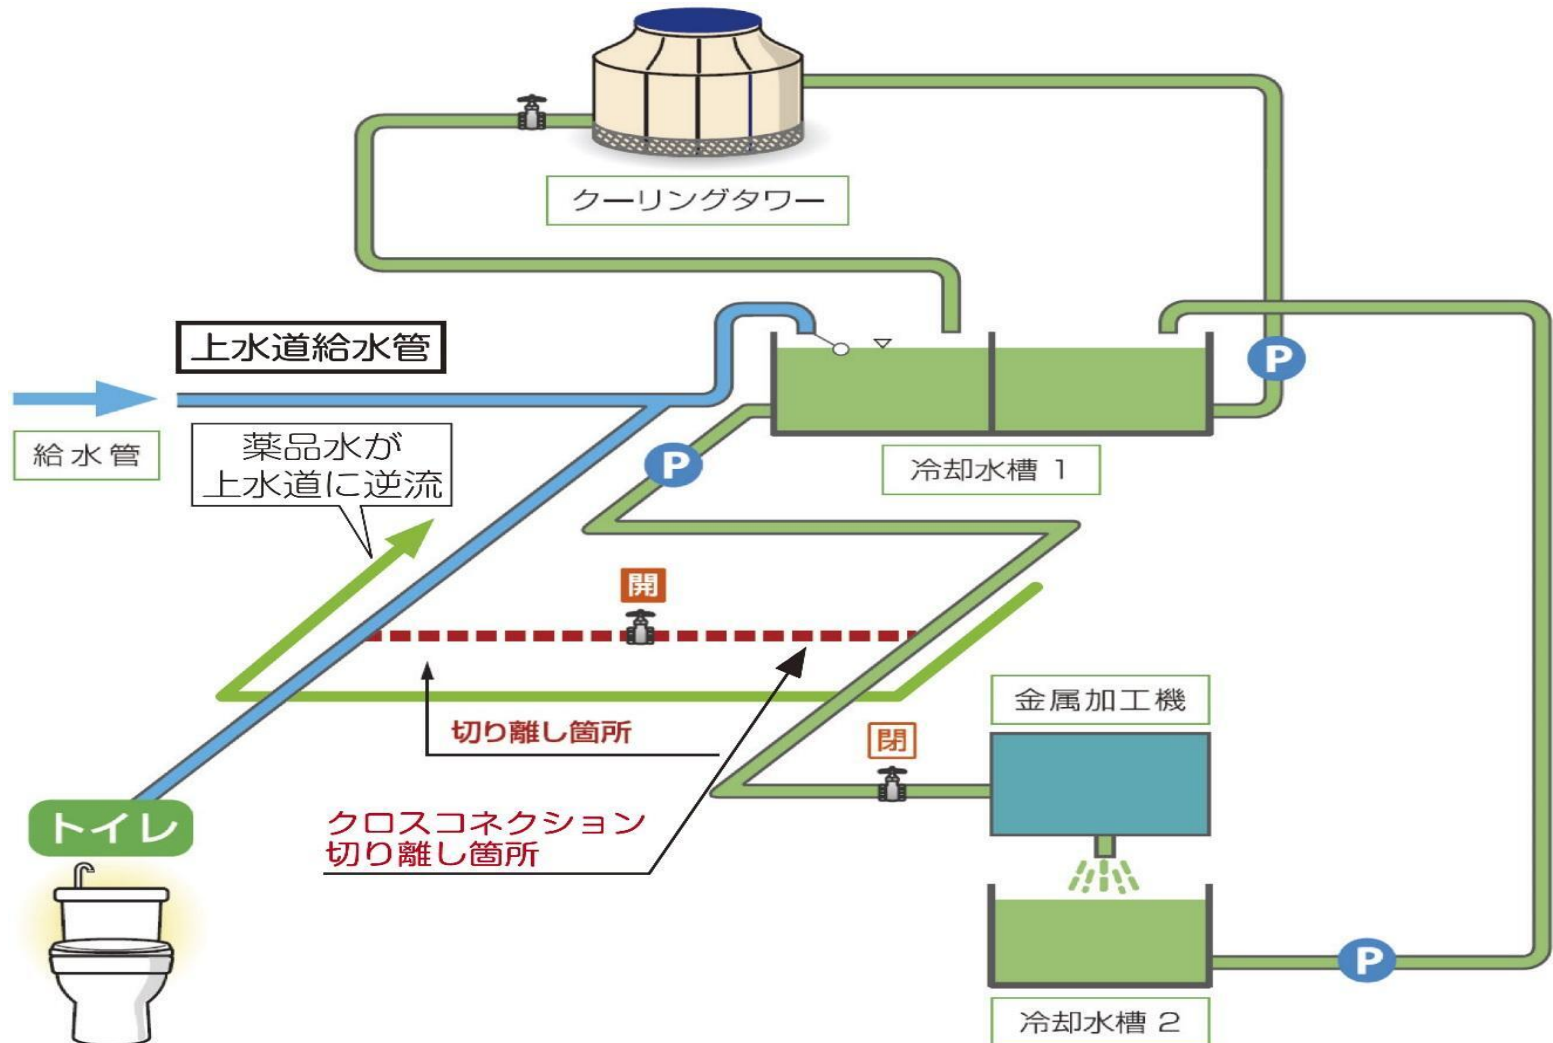 クーリングタワー
上水道給水管
給水管
薬品水が
上水道に逆流
P
P
冷却水槽 1
開
切り離し箇所
クロスコネクション
切り離し箇所
閉
金属加工機
トイレ
P
冷却水槽 2